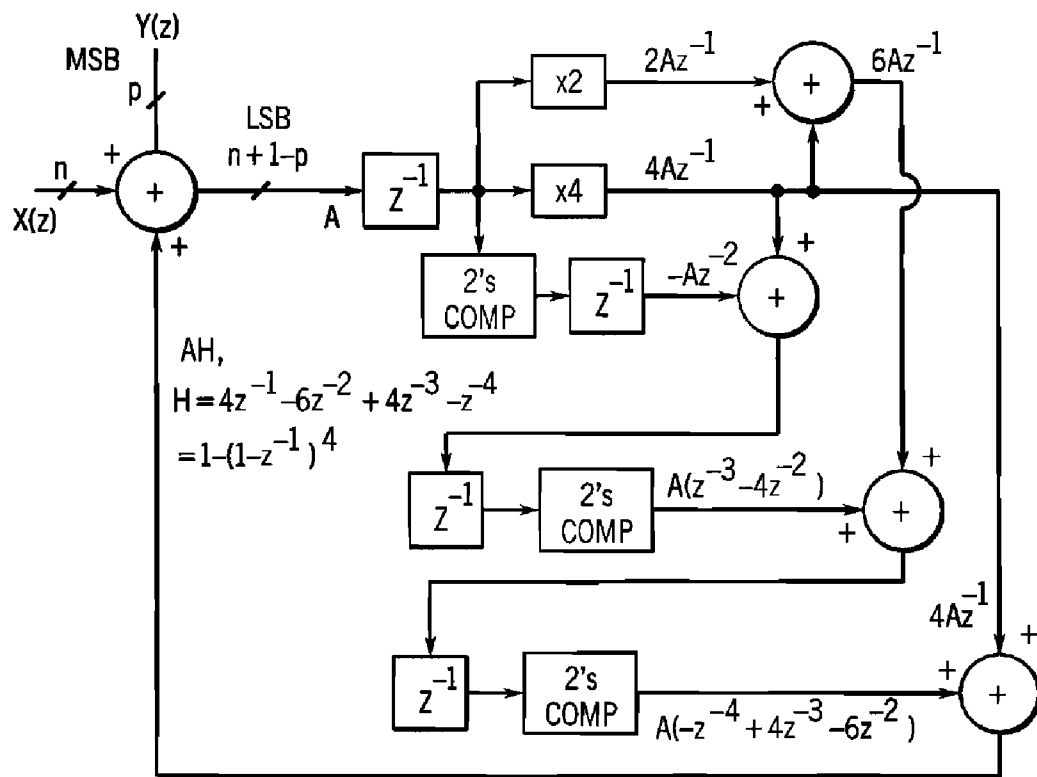 Y(z)
MSB
p
n
X(z)
+
+
+
LSB
n+1-p
A
z⁻¹
x2
2Az⁻¹
+
+
6Az⁻¹
x4
4Az⁻¹
2's
COMP
z⁻¹
-Az⁻²
+
+
AH,
H=4z⁻¹-6z⁻²+4z⁻³-z⁻⁴
=1-(1-z⁻¹)⁴
z⁻¹
2's
COMP
A(z⁻³-4z⁻²)
+
+
+
z⁻¹
2's
COMP
A(-z⁻⁴+4z⁻³-6z⁻²)
4Az⁻¹
+
+
+